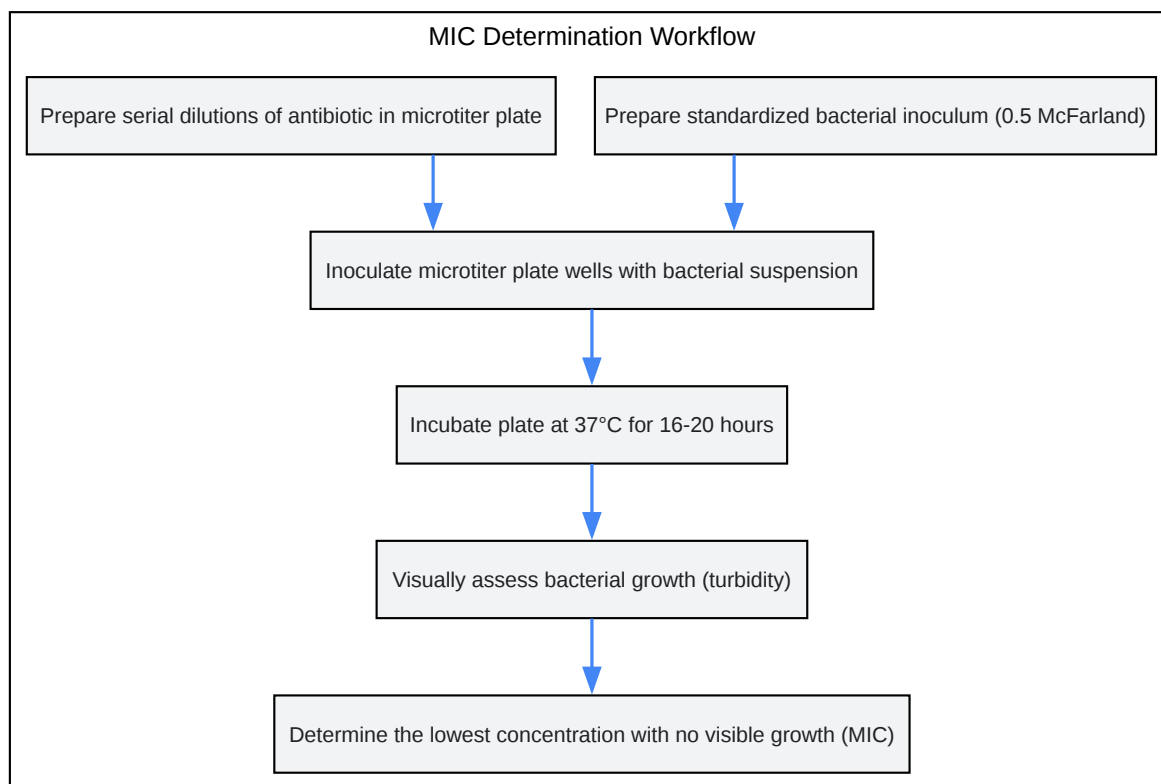 MIC Determination Workflow
Prepare serial dilutions of antibiotic in microtiter plate
Prepare standardized bacterial inoculum (0.5 McFarland)
Inoculate microtiter plate wells with bacterial suspension
Incubate plate at 37°C for 16-20 hours
Visually assess bacterial growth (turbidity)
Determine the lowest concentration with no visible growth (MIC)